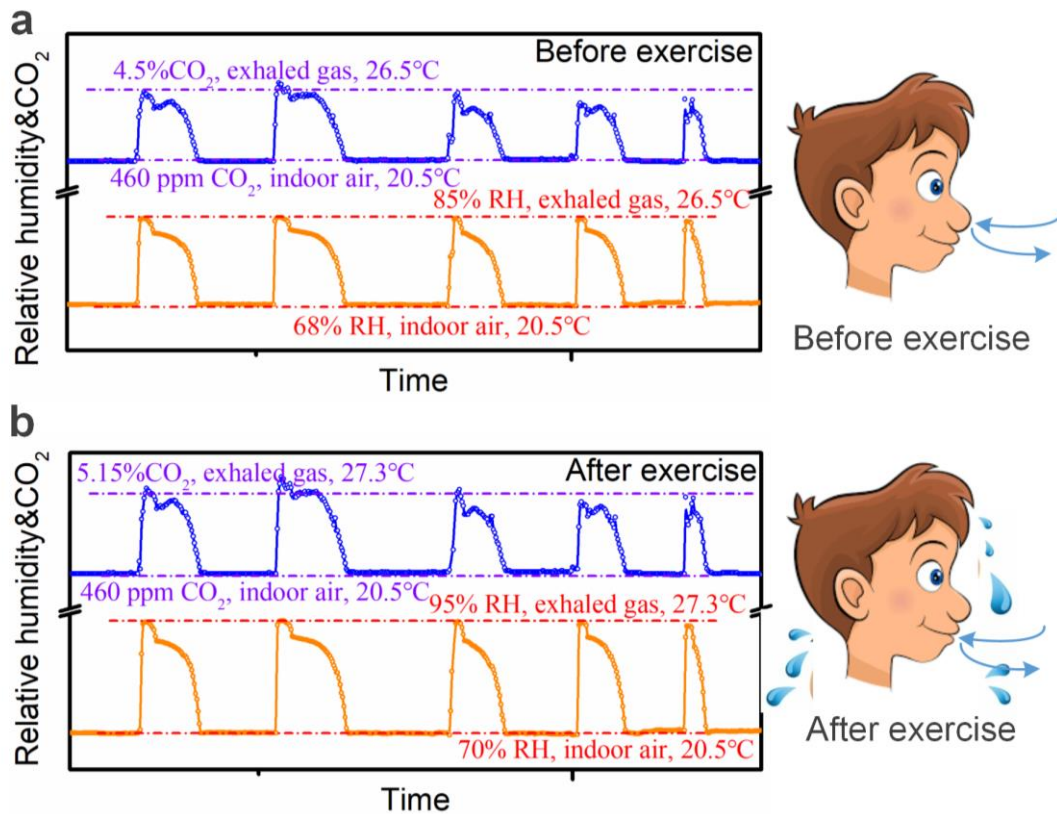 a
Relative humidity&CO₂
Before exercise
4.5%CO₂, exhaled gas, 26.5℃
460 ppm CO₂, indoor air, 20.5℃
85% RH, exhaled gas, 26.5℃
68% RH, indoor air, 20.5℃
Time
Before exercise
b
Relative humidity&CO₂
After exercise
5.15%CO₂, exhaled gas, 27.3℃
460 ppm CO₂, indoor air, 20.5℃
95% RH, exhaled gas, 27.3℃
70% RH, indoor air, 20.5℃
Time
After exercise